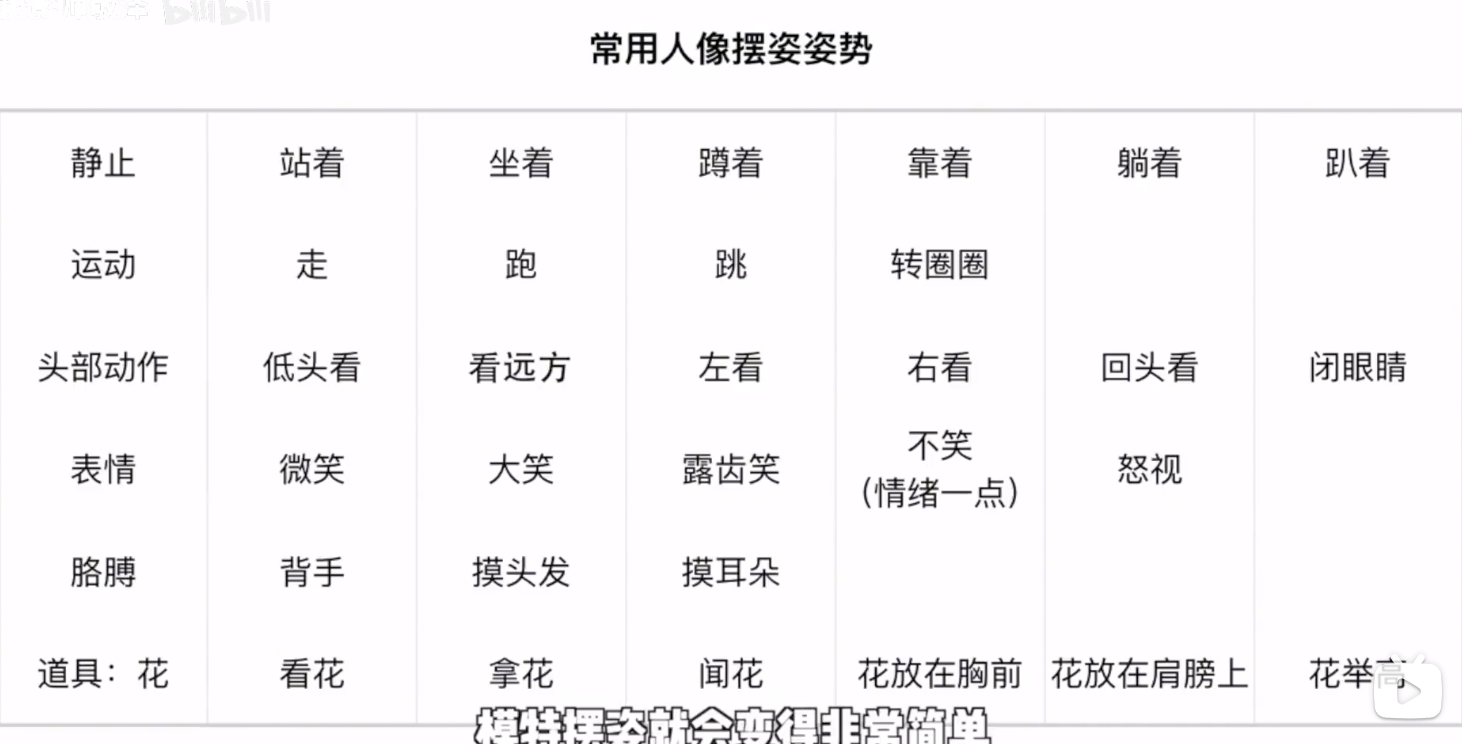 bilibili
常用人像摆姿姿势
静止 站着 坐着 蹲着 靠着 躺着 趴着
运动 走 跑 跳 转圈圈
头部动作 低头看 看远方 左看 右看 回头看 闭眼睛
表情 微笑 大笑 露齿笑 不笑 怒视
（情绪一点）
胳膊 背手 摸头发 摸耳朵
道具：花 看花 拿花 闻花 花放在胸前 花放在肩膀上 花举高
模特摆姿就会变得非常简单